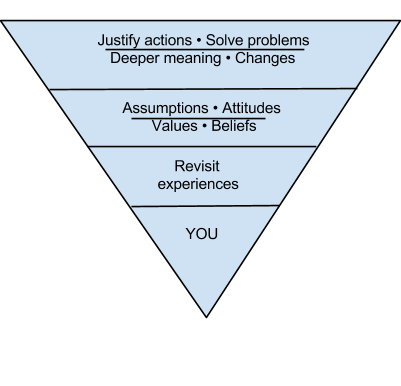 Justify actions • Solve problems
Deeper meaning • Changes
Assumptions • Attitudes
Values • Beliefs
Revisit
experiences
YOU